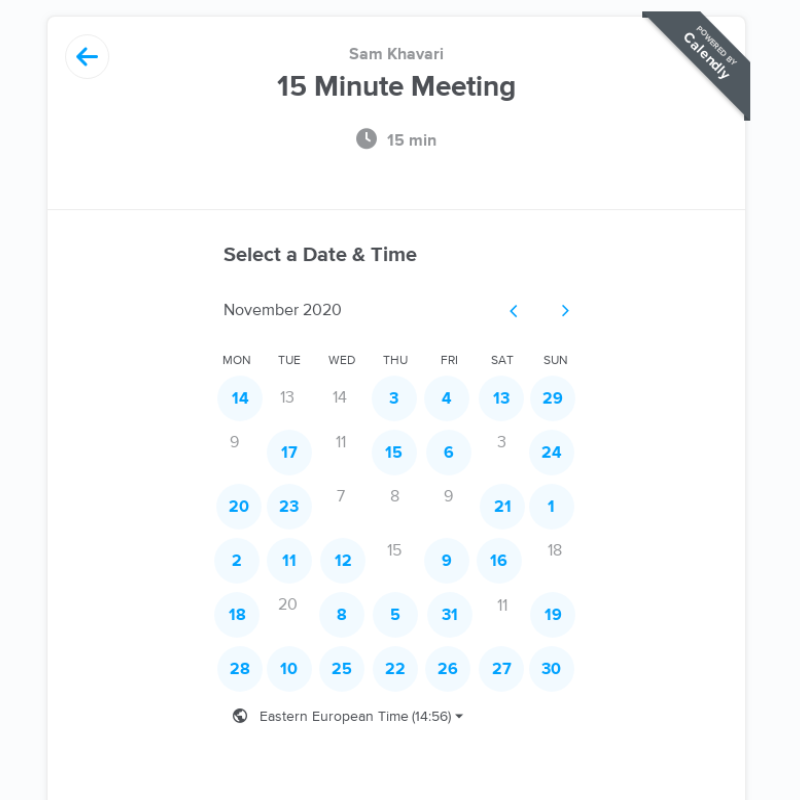 POWERED BY
Calendly
Sam Khavari
15 Minute Meeting
15 min
Select a Date & Time
November 2020
MON TUE WED THU FRI SAT SUN
14 13 14 3 4 13 29
9 17 11 15 6 3 24
20 23 7 8 9 21 1
2 11 12 15 9 16 18
18 20 8 5 31 11 19
28 10 25 22 26 27 30
Eastern European Time (14:56)